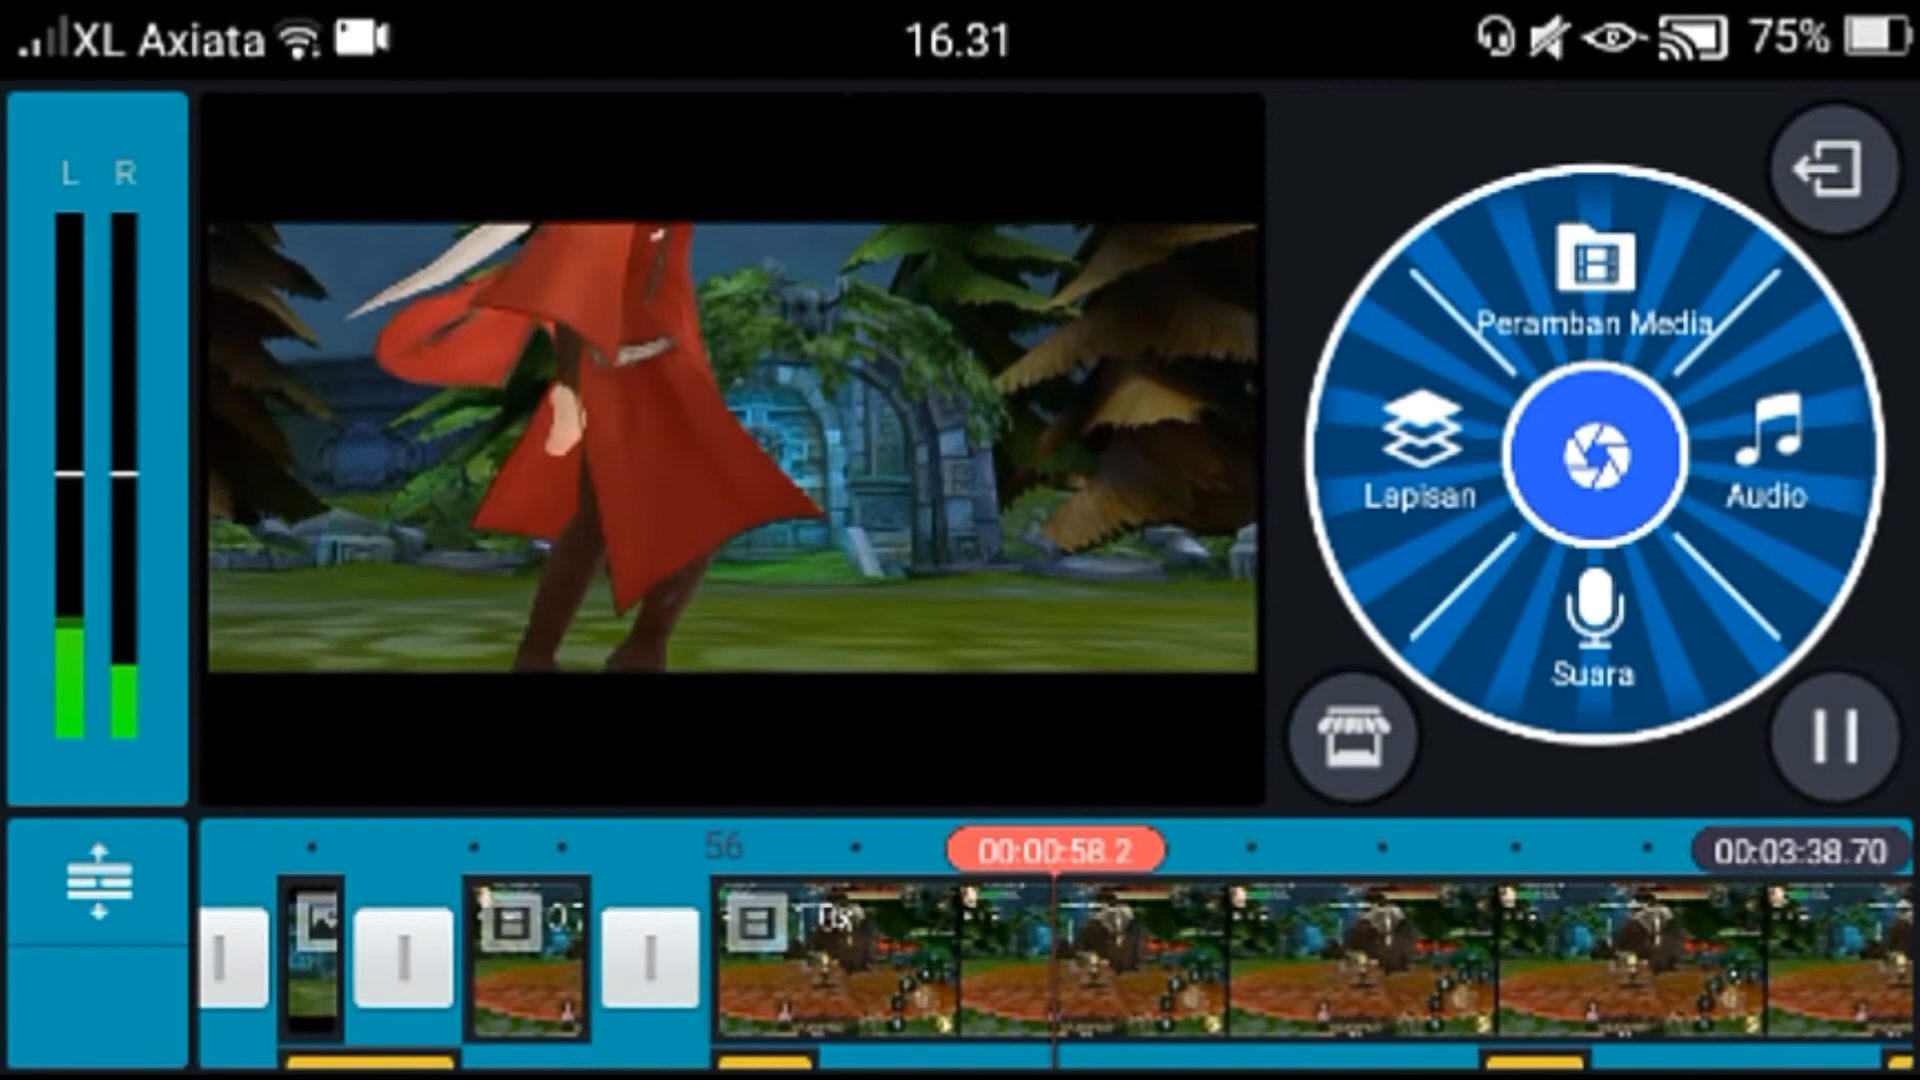 XL Axiata 16.31 75%
L R
Peramban Media
Lapisan
Audio
Suara
56 00:00:58.2 00:03:38.70